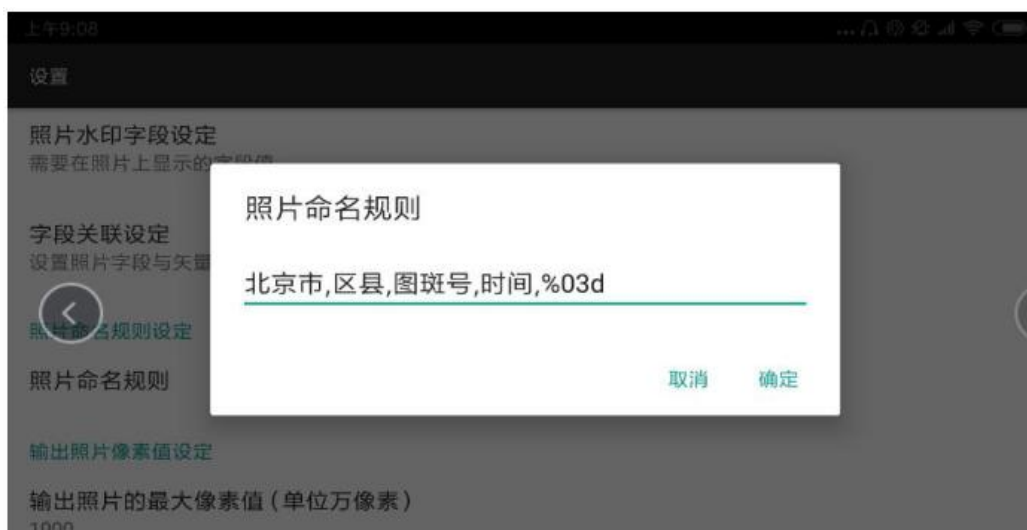 上午9:08
设置
照片水印字段设定
需要在照片上显示的字段值
字段关联设定
设置照片字段与矢量
照片命名规则设定
照片命名规则
照片命名规则
北京市,区县,图斑号,时间,%03d
取消 确定
输出照片像素值设定
输出照片的最大像素值(单位万像素)
1000